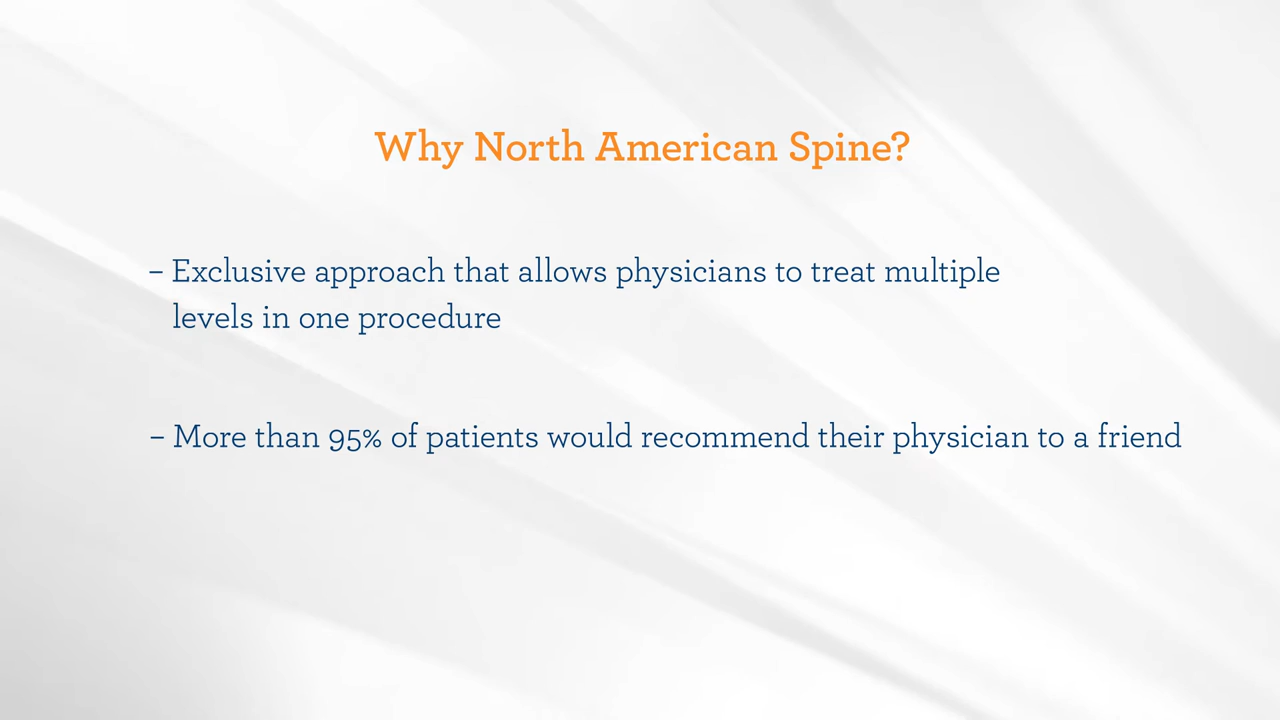 Why North American Spine?
– Exclusive approach that allows physicians to treat multiple
levels in one procedure
– More than 95% of patients would recommend their physician to a friend